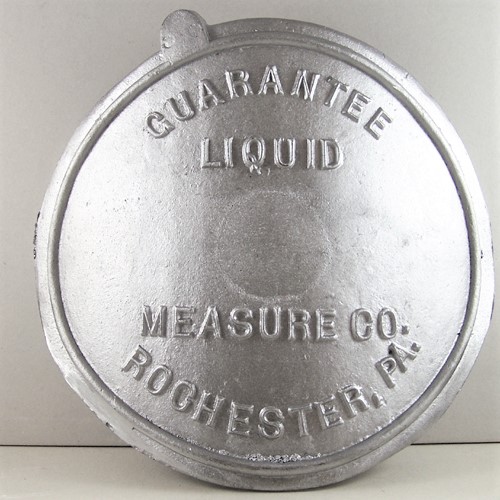 GUARANTEE
LIQUID
MEASURE CO.
ROCHESTER, PA.